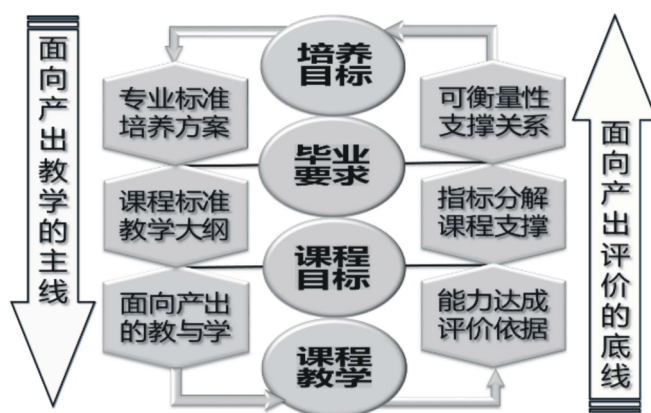 面向产出教学的主线
培养
目标
专业标准
培养方案
可衡量性
支撑关系
毕业
要求
课程标准
教学大纲
指标分解
课程支撑
课程
目标
面向产出
的教与学
能力达成
评价依据
课程
教学
面向产出评价的底线